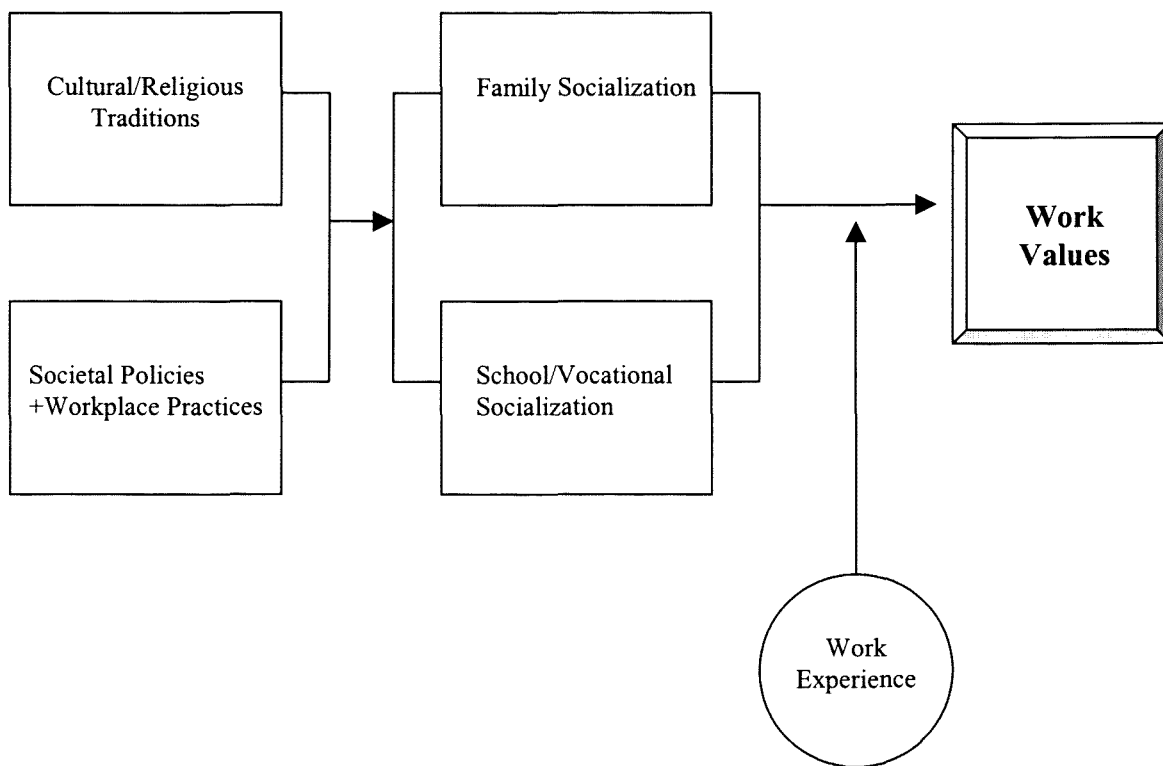 Cultural/Religious
Traditions
Family Socialization
Work
Values
Societal Policies
+Workplace Practices
School/Vocational
Socialization
Work
Experience